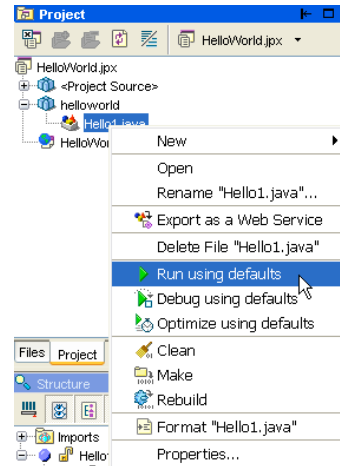 Project
HelloWorld.jpx
HelloWorld.jpx
<Project Source>
helloworld
Hello1.java
HelloWor
New
Open
Rename "Hello1.java"...
Export as a Web Service
Delete File "Hello1.java"
Run using defaults
Debug using defaults
Optimize using defaults
Clean
Make
Rebuild
Format "Hello1.java"
Properties...
Files Project
Structure
Imports
Hello